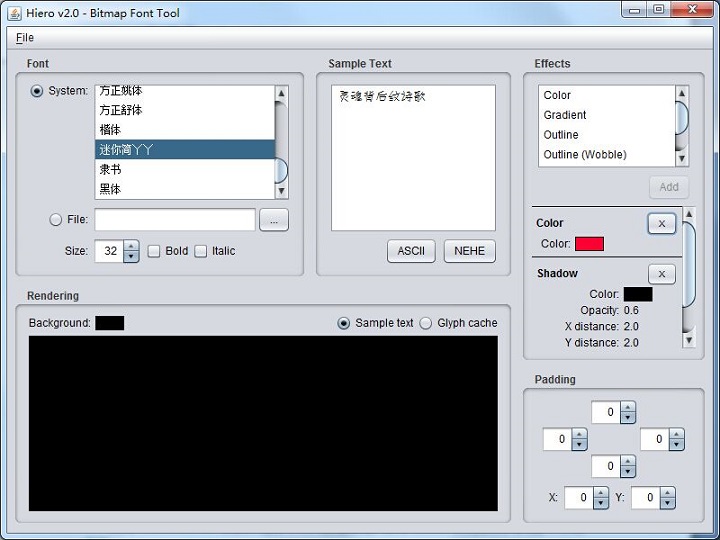 Hiero v2.0 - Bitmap Font Tool
File
Font
System:
方正姚体
方正舒体
楷体
迷你简丫丫
隶书
黑体
File:
...
Size: 32 Bold Italic
Sample Text
灵魂背后敛诗歌
ASCII NEHE
Effects
Color
Gradient
Outline
Outline (Wobble)
Add
Color X
Color:
Shadow X
Color:
Opacity: 0.6
X distance: 2.0
Y distance: 2.0
Rendering
Background: Sample text Glyph cache
Padding
0
0 0
0
X: 0 Y: 0